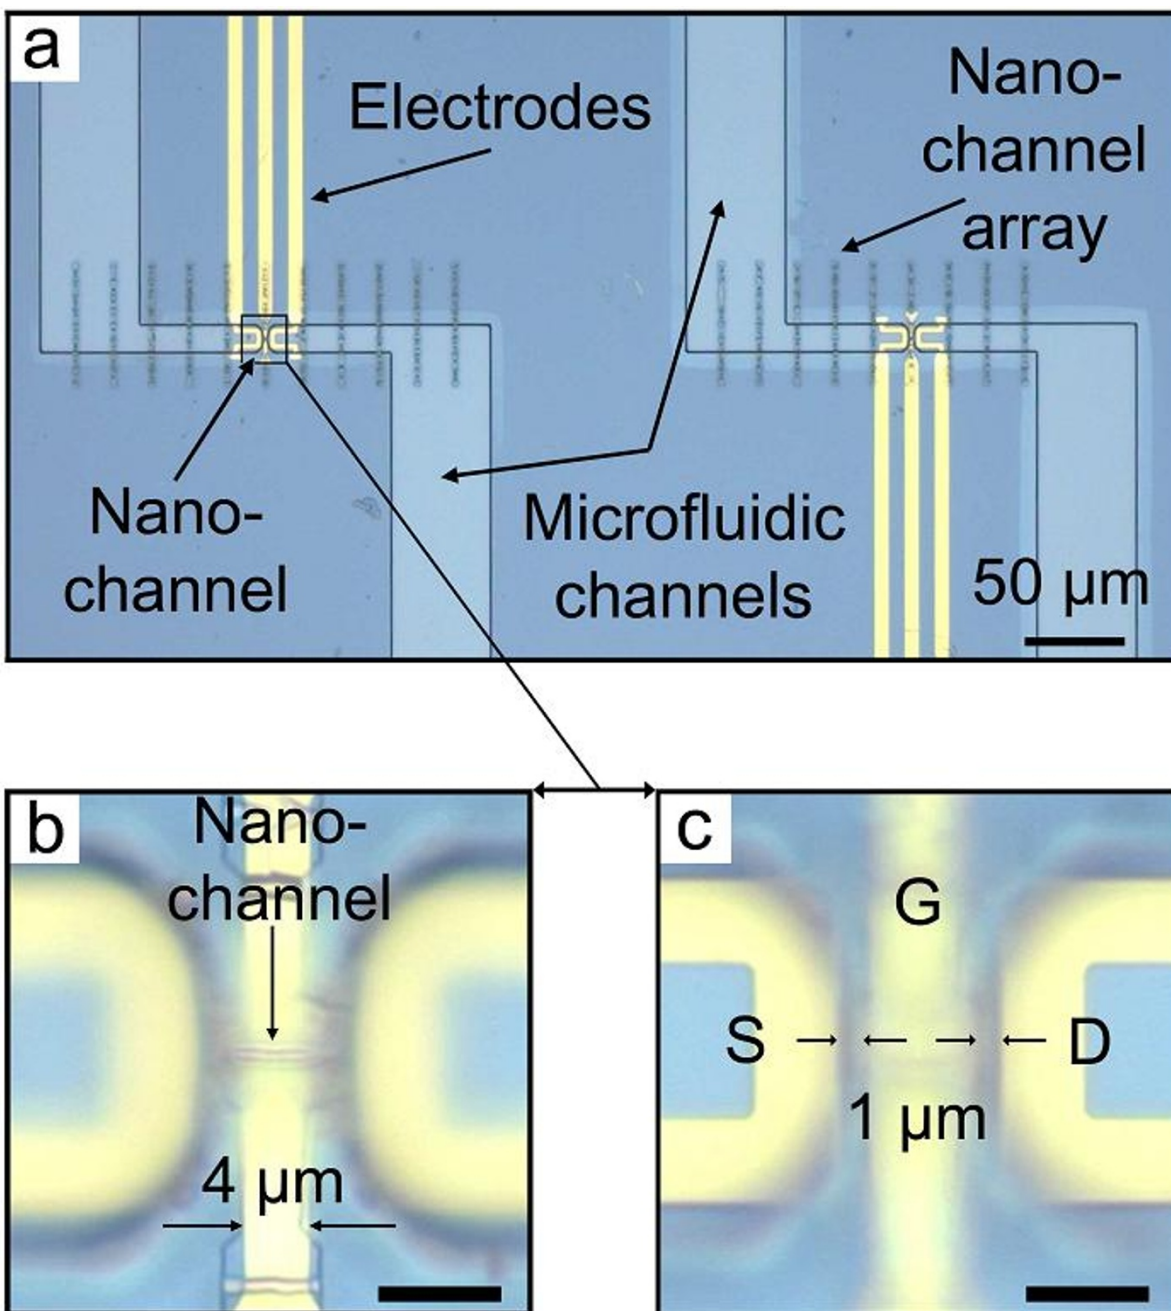 a
Electrodes
Nano-
channel
array
Nano-
channel
Microfluidic
channels
50 µm
b
Nano-
channel
4 µm
c
G
S
D
1 µm